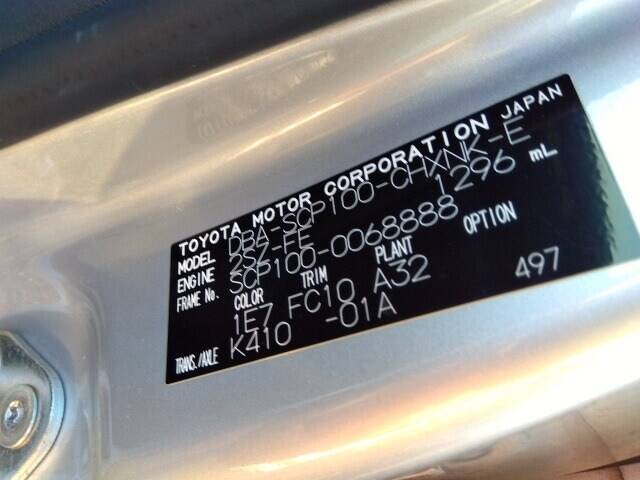 TOYOTA MOTOR CORPORATION JAPAN
MODEL DBA-SCP100-CHXNK-E
ENGINE 2SZ-FE 1296 mL
FRAME No. SCP100-0068888
COLOR TRIM PLANT OPTION
1E7 FC10 A32 497
TRANS./AXLE K410 -01A